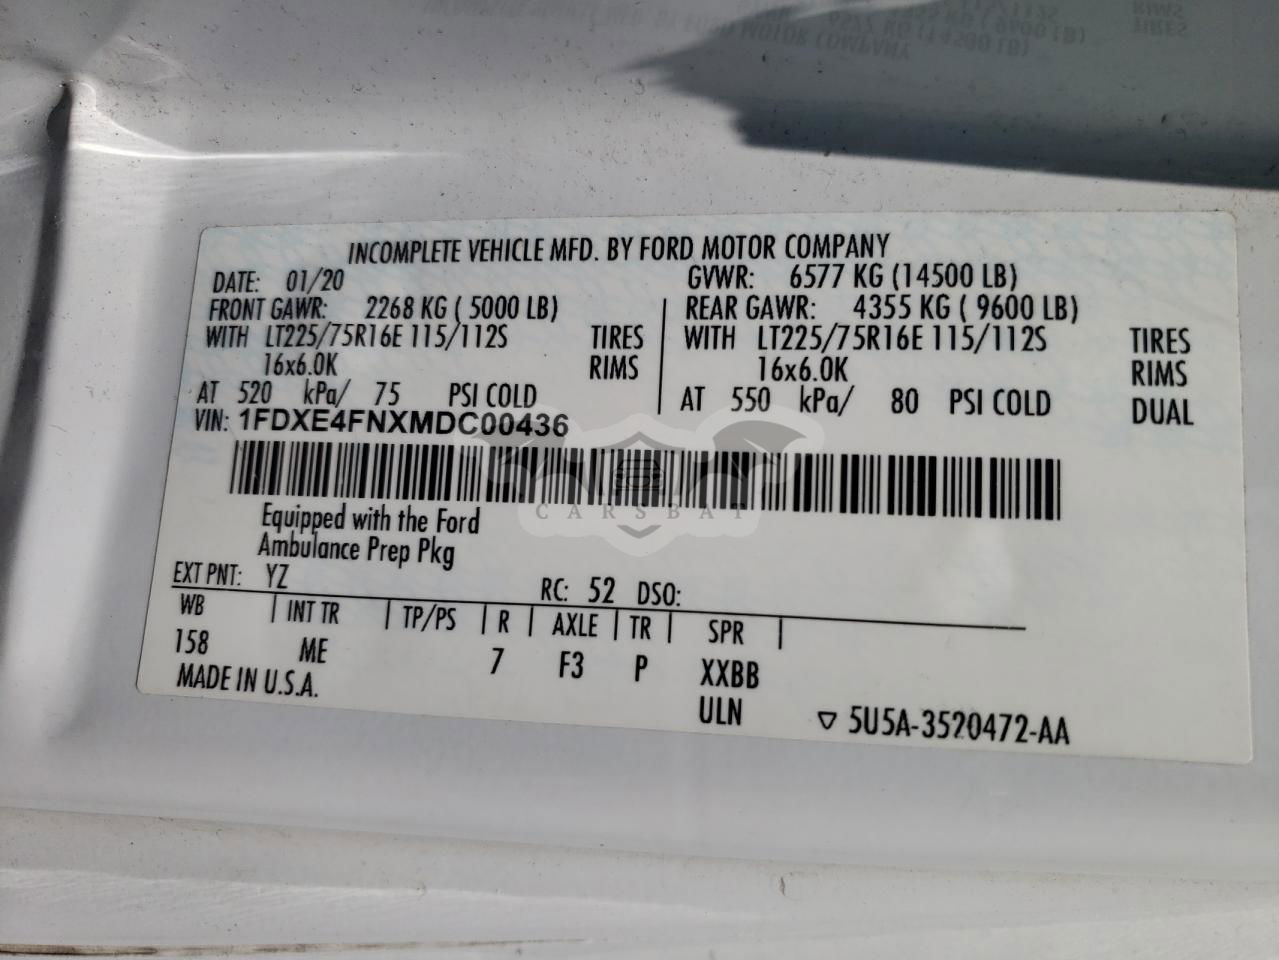 INCOMPLETE VEHICLE MFD. BY FORD MOTOR COMPANY
DATE: 01/20 GVWR: 6577 KG (14500 LB)
FRONT GAWR: 2268 KG ( 5000 LB) REAR GAWR: 4355 KG ( 9600 LB)
WITH LT225/75R16E 115/112S TIRES WITH LT225/75R16E 115/112S TIRES
16x6.0K RIMS 16x6.0K RIMS
AT 520 kPa/ 75 PSI COLD AT 550 kPa/ 80 PSI COLD DUAL
VIN: 1FDXE4FNXMDC00436
CARSBAT
Equipped with the Ford
Ambulance Prep Pkg
EXT PNT: YZ RC: 52 DSO:
WB INT TR TP/PS R AXLE TR SPR
158 ME 7 F3 P XXBB
MADE IN U.S.A. ULN 5U5A-3520472-AA